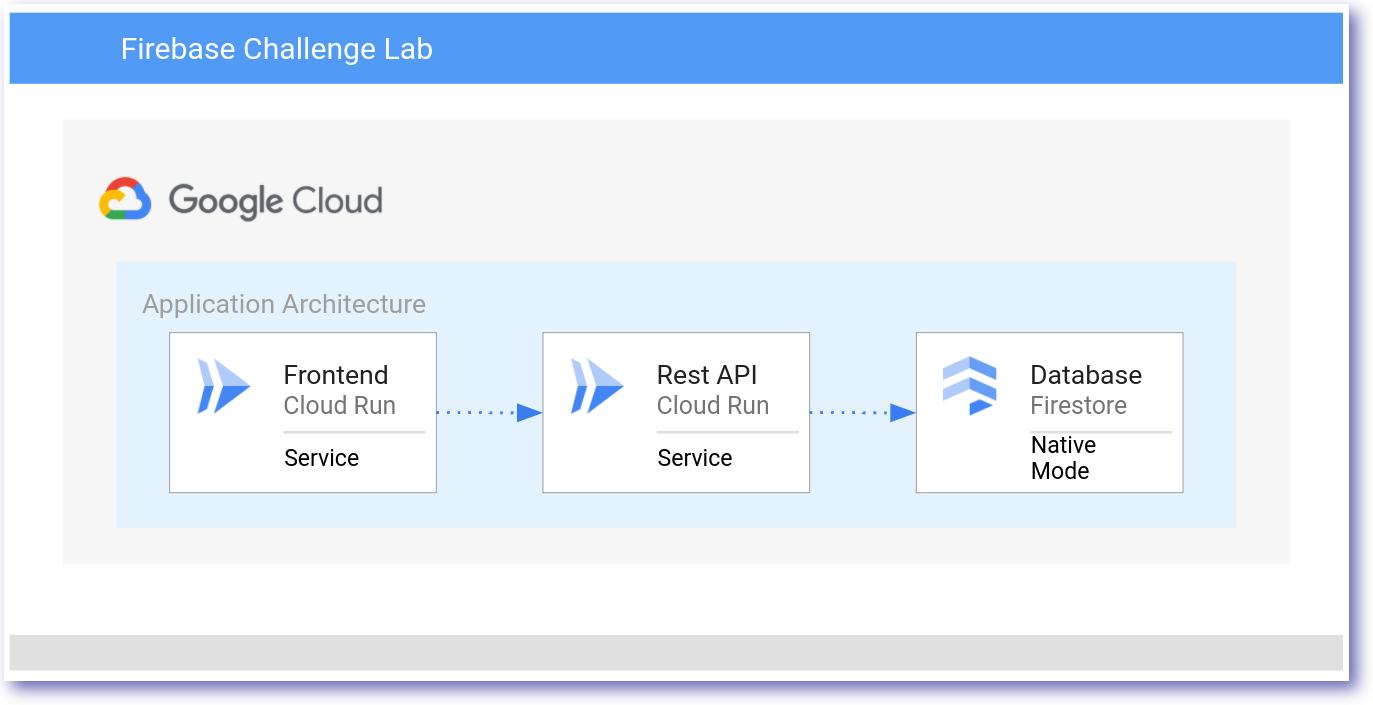 Firebase Challenge Lab
Google Cloud
Application Architecture
Frontend
Cloud Run
Service
Rest API
Cloud Run
Service
Database
Firestore
Native
Mode